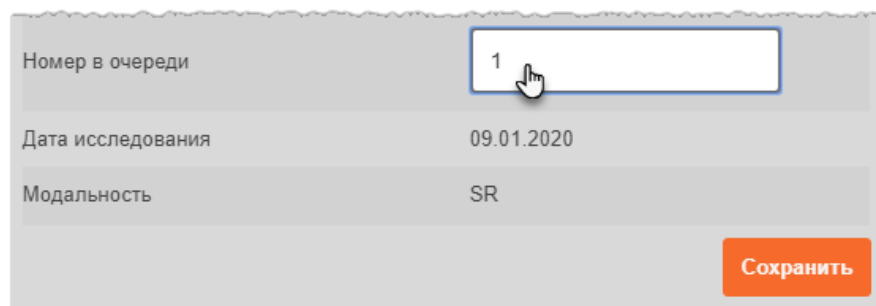 Номер в очереди 1
Дата исследования 09.01.2020
Модальность SR
Сохранить